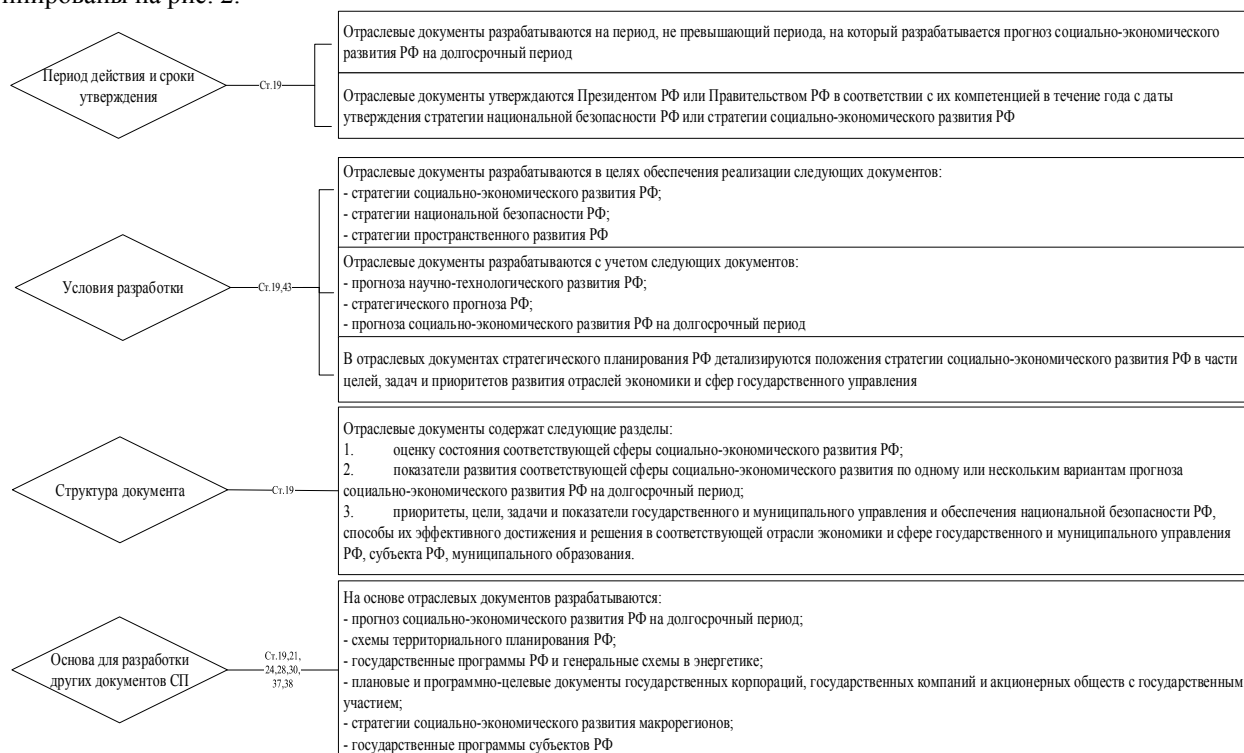 Период действия и сроки
утверждения
Ст.19
Отраслевые документы разрабатываются на период, не превышающий периода, на который разрабатывается прогноз социально-экономического
развития РФ на долгосрочный период
Отраслевые документы утверждаются Президентом РФ или Правительством РФ в соответствии с их компетенцией в течение года с даты
утверждения стратегии национальной безопасности РФ или стратегии социально-экономического развития РФ
Условия разработки
Ст.19,43
Отраслевые документы разрабатываются в целях обеспечения реализации следующих документов:
- стратегии социально-экономического развития РФ;
- стратегии национальной безопасности РФ;
- стратегии пространственного развития РФ
Отраслевые документы разрабатываются с учетом следующих документов:
- прогноза научно-технологического развития РФ;
- стратегического прогноза РФ;
- прогноза социально-экономического развития РФ на долгосрочный период
В отраслевых документах стратегического планирования РФ детализируются положения стратегии социально-экономического развития РФ в части
целей, задач и приоритетов развития отраслей экономики и сфер государственного управления
Структура документа
Ст.19
Отраслевые документы содержат следующие разделы:
1. оценку состояния соответствующей сферы социально-экономического развития РФ;
2. показатели развития соответствующей сферы социально-экономического развития по одному или нескольким вариантам прогноза
социально-экономического развития РФ на долгосрочный период;
3. приоритеты, цели, задачи и показатели государственного и муниципального управления и обеспечения национальной безопасности РФ,
способы их эффективного достижения и решения в соответствующей отрасли экономики и сфере государственного и муниципального управления
РФ, субъекта РФ, муниципального образования.
Основа для разработки
других документов СП
Ст.19,21,
24,28,30,
37,38
На основе отраслевых документов разрабатываются:
- прогноз социально-экономического развития РФ на долгосрочный период;
- схемы территориального планирования РФ;
- государственные программы РФ и генеральные схемы в энергетике;
- плановые и программно-целевые документы государственных корпораций, государственных компаний и акционерных обществ с государственным
участием;
- стратегии социально-экономического развития макрорегионов;
- государственные программы субъектов РФ